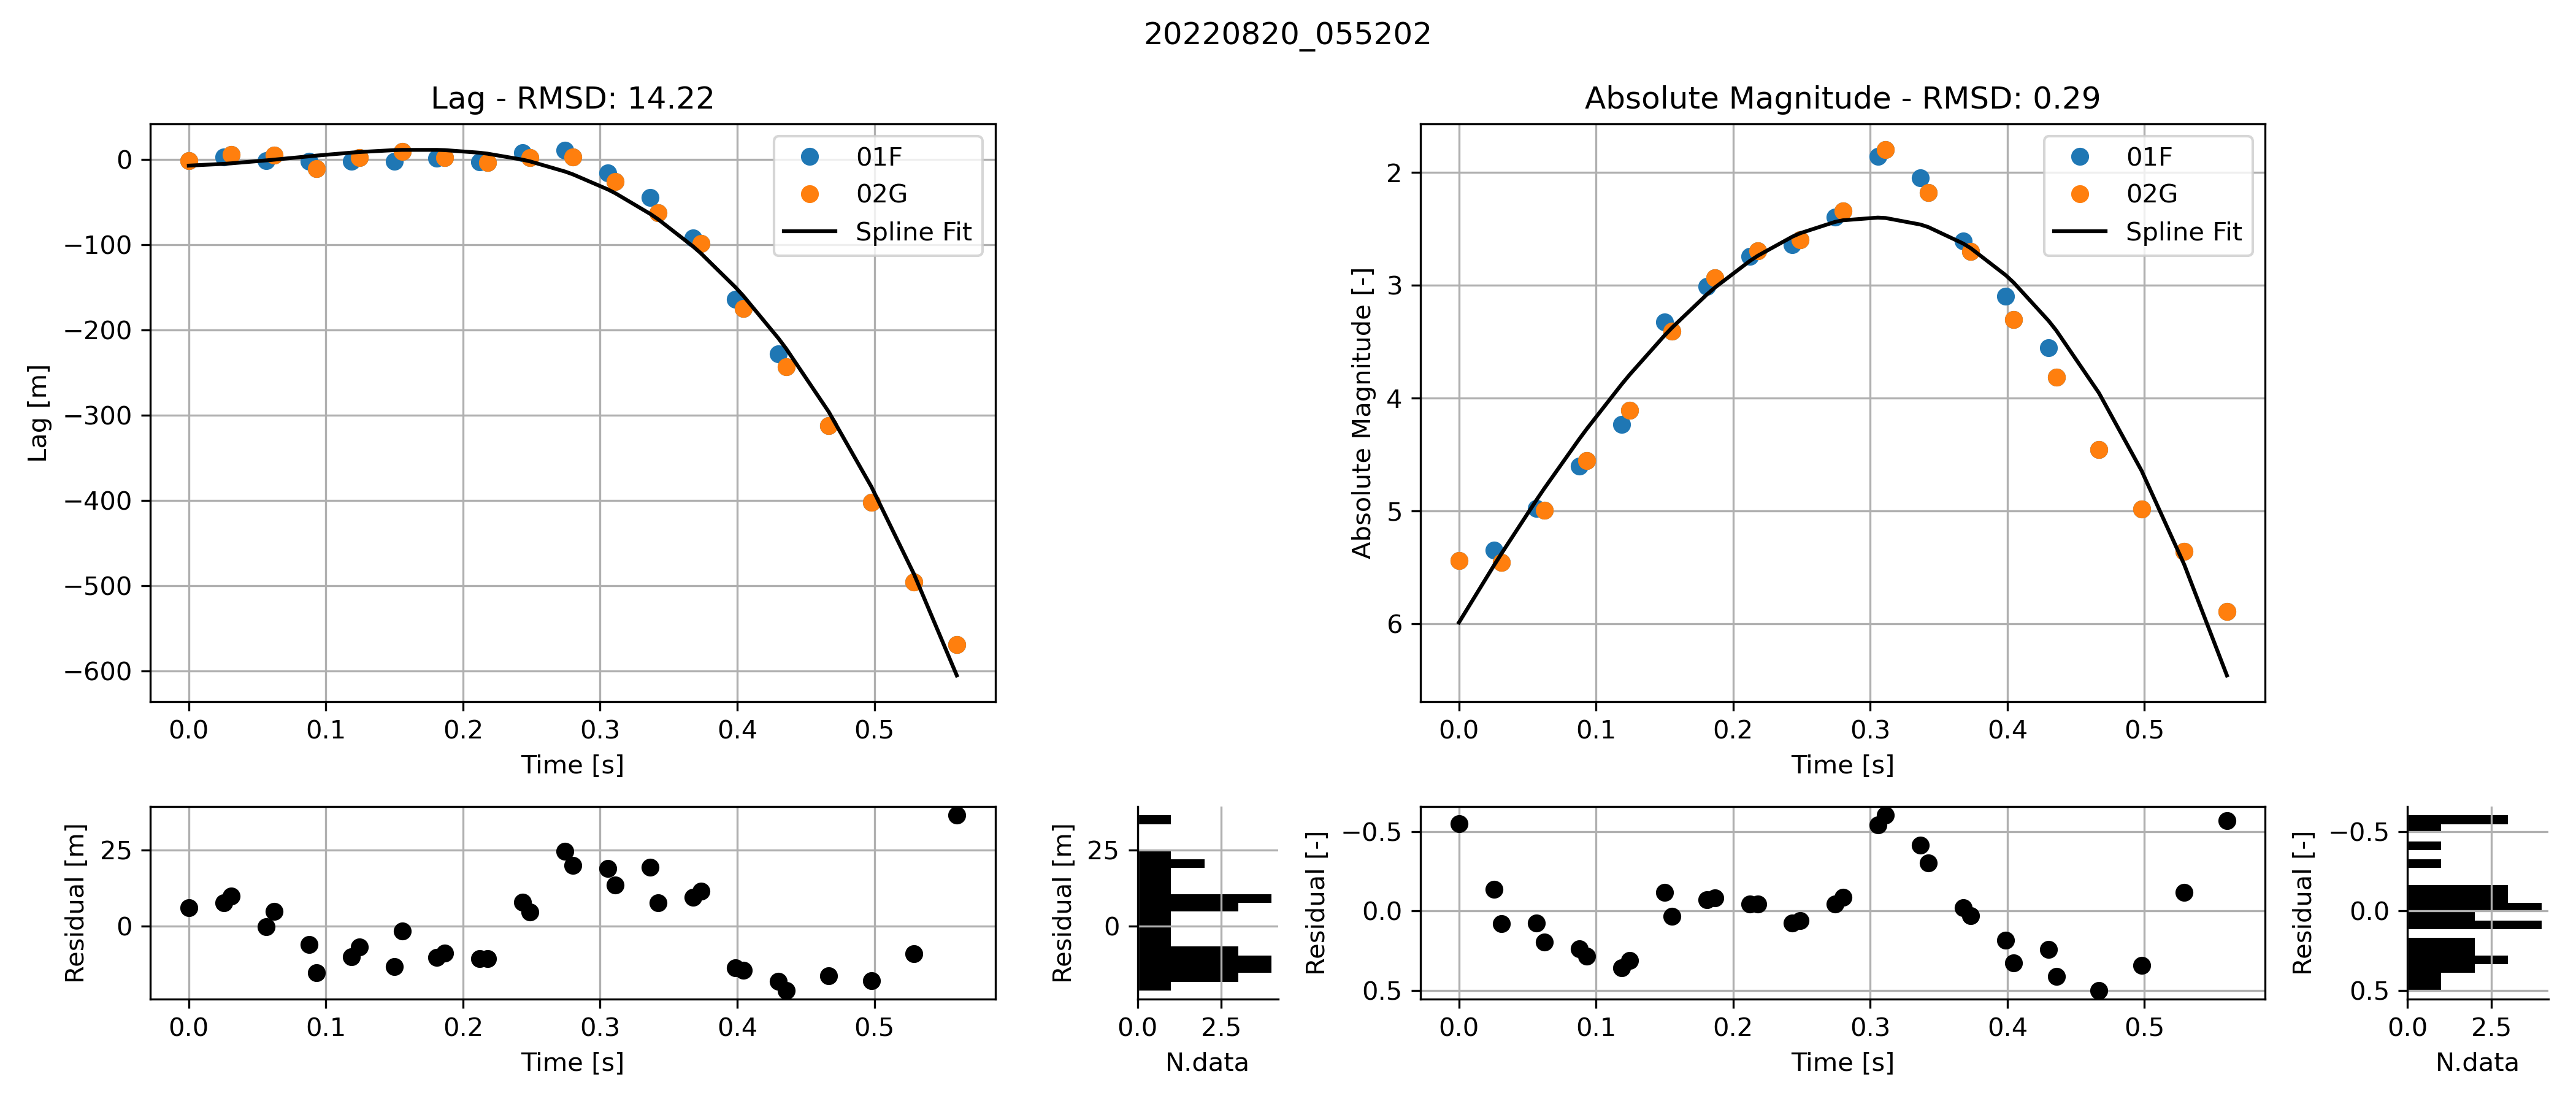 20220820_055202
Lag - RMSD: 14.22
0
−100
−200
−300
−400
−500
−600
Lag [m]
0.0 0.1 0.2 0.3 0.4 0.5
Time [s]
01F
02G
Spline Fit
Absolute Magnitude - RMSD: 0.29
2
3
4
5
6
Absolute Magnitude [-]
0.0 0.1 0.2 0.3 0.4 0.5
Time [s]
01F
02G
Spline Fit
25
0
Residual [m]
0.0 0.1 0.2 0.3 0.4 0.5
Time [s]
25
0
Residual [m]
0.0 2.5
N.data
−0.5
0.0
0.5
Residual [-]
0.0 0.1 0.2 0.3 0.4 0.5
Time [s]
−0.5
0.0
0.5
Residual [-]
0.0 2.5
N.data